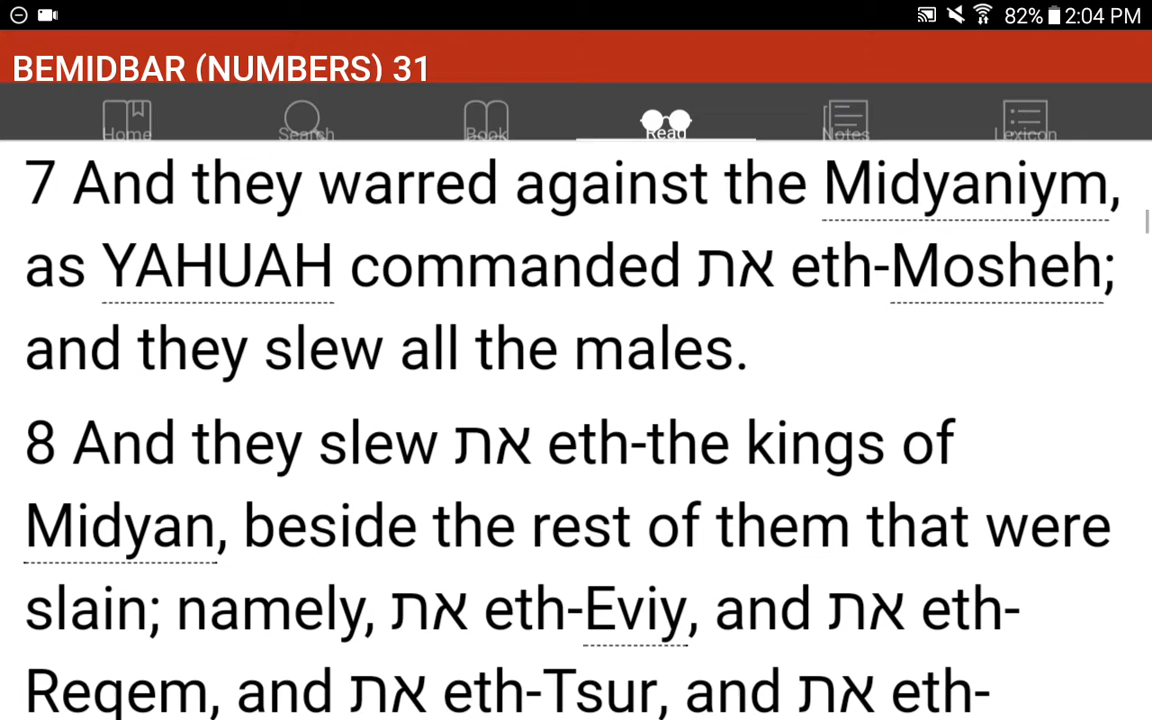 82% 2:04 PM
BEMIDBAR (NUMBERS) 31
Home Search Book Read Notes Lexicon
7 And they warred against the Midyaniym,
as YAHUAH commanded את eth-Mosheh;
and they slew all the males.
8 And they slew את eth-the kings of
Midyan, beside the rest of them that were
slain; namely, את eth-Eviy, and את eth-
Reqem, and את eth-Tsur, and את eth-